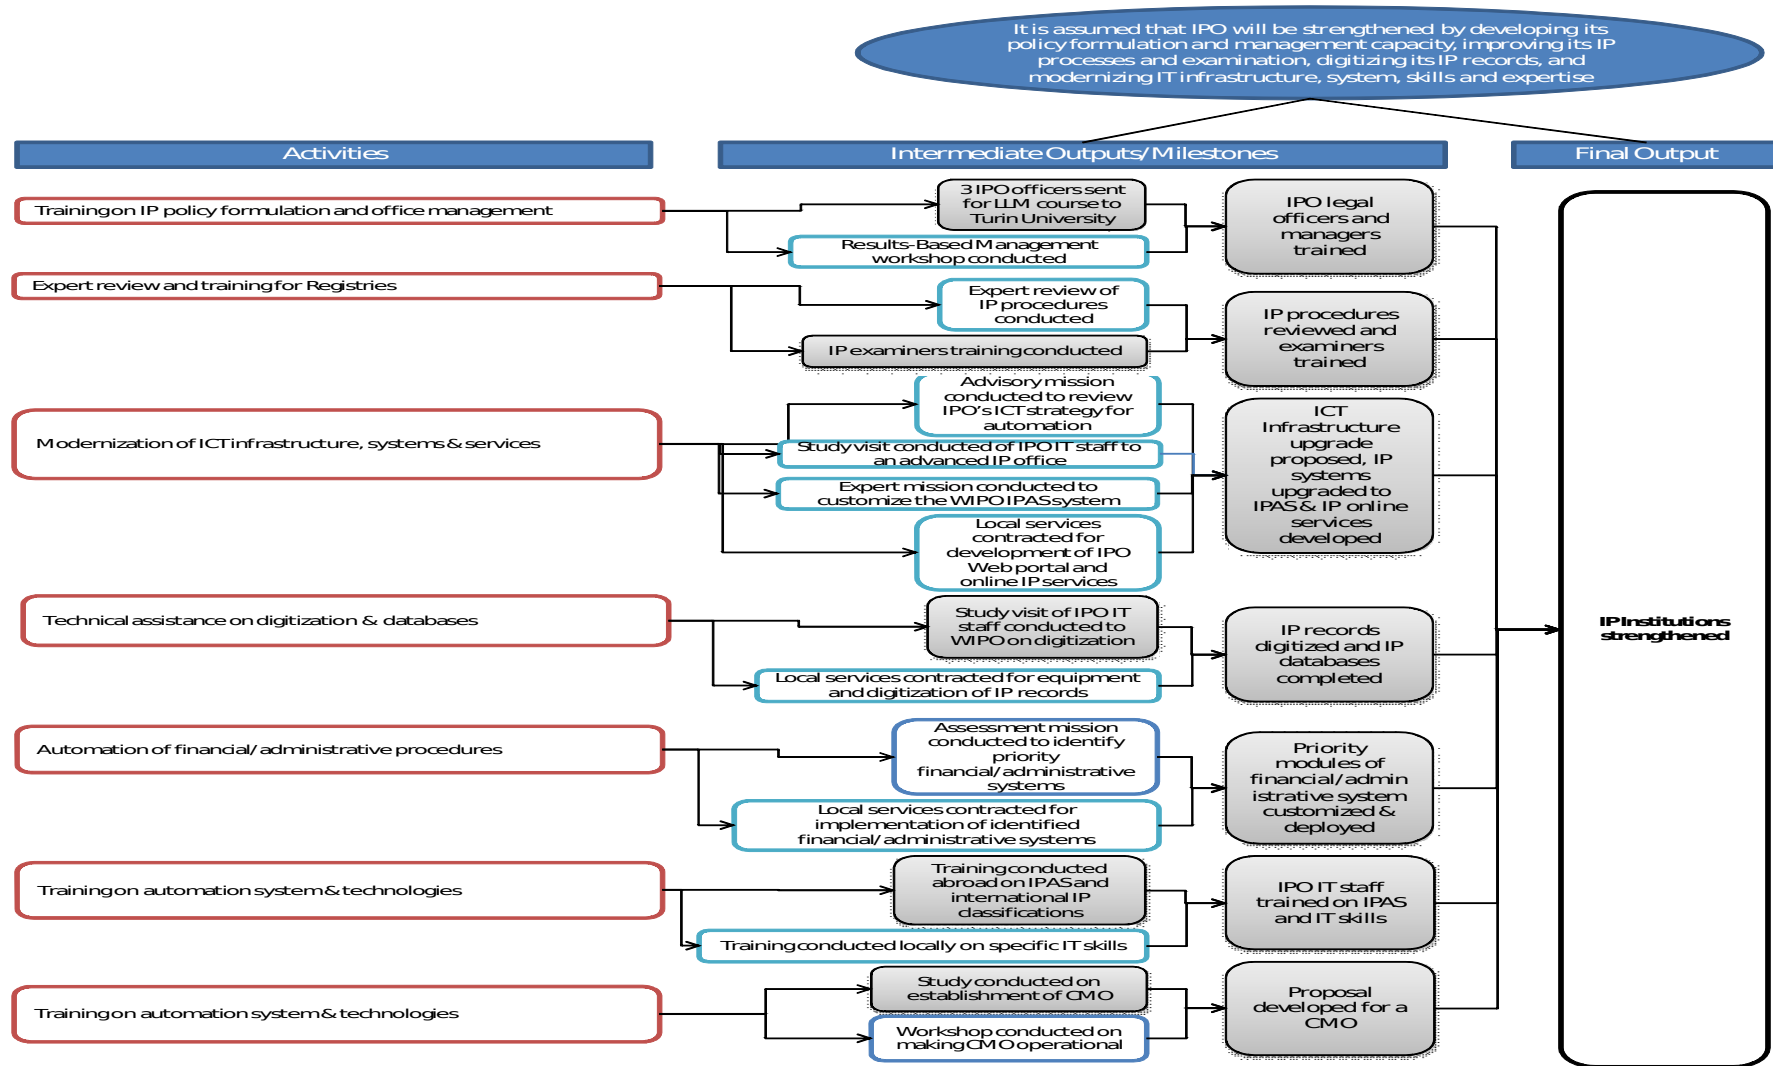 It is assumed that IPO will be strengthened by developing its
policy formulation and management capacity, improving its IP
processes and examination, digitizing its IP records, and
modernizing IT infrastructure, system, skills and expertise
Activities
Intermediate Outputs/Milestones
Final Output
Training on IP policy formulation and office management
3 IPO officers sent
for LLM course to
Turin University
Results-Based Management
workshop conducted
IPO legal
officers and
managers
trained
Expert review and training for Registries
Expert review of
IP procedures
conducted
IP examiners training conducted
IP procedures
reviewed and
examiners
trained
Modernization of ICT infrastructure, systems & services
Advisory mission
conducted to review
IPO's ICT strategy for
automation
Study visit conducted of IPO IT staff to
an advanced IP office
Expert mission conducted to
customize the WIPO IPAS system
Local services
contracted for
development of IPO
Web portal and
online IP services
ICT
Infrastructure
upgrade
proposed, IP
systems
upgraded to
IPAS & IP online
services
developed
Technical assistance on digitization & databases
Study visit of IPO IT
staff conducted to
WIPO on digitization
Local services contracted for equipment
and digitization of IP records
IP records
digitized and IP
databases
completed
IP Institutions
strengthened
Automation of financial/administrative procedures
Assessment mission
conducted to identify
priority
financial/administrative
systems
Local services contracted for
implementation of identified
financial/administrative systems
Priority
modules of
financial/admin
istrative system
customized &
deployed
Training on automation system & technologies
Training conducted
abroad on IPAS and
international IP
classifications
Training conducted locally on specific IT skills
IPO IT staff
trained on IPAS
and IT skills
Training on automation system & technologies
Study conducted on
establishment of CMO
Workshop conducted on
making CMO operational
Proposal
developed for a
CMO